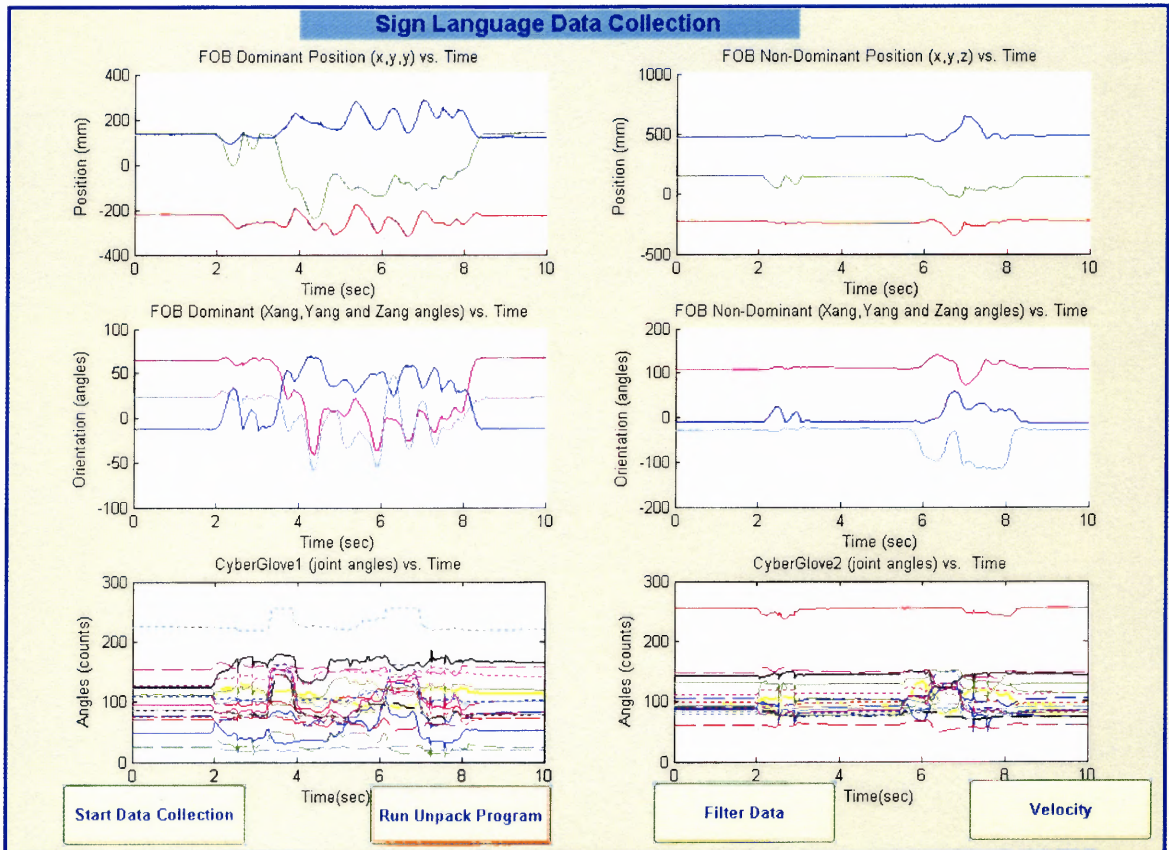 Sign Language Data Collection
FOB Dominant Position (x,y,y) vs. Time
400
200
0
-200
-400
Position (mm)
0 2 4 6 8 10
Time (sec)
FOB Non-Dominant Position (x,y,z) vs. Time
1000
500
0
-500
Position (mm)
0 2 4 6 8 10
Time (sec)
FOB Dominant (Xang,Yang and Zang angles) vs. Time
100
50
0
-50
-100
Orientation (angles)
0 2 4 6 8 10
Time (sec)
FOB Non-Dominant (Xang,Yang and Zang angles) vs. Time
200
100
0
-100
-200
Orientation (angles)
0 2 4 6 8 10
Time (sec)
CyberGlove1 (joint angles) vs. Time
300
200
100
0
Angles (counts)
0 2 4 6 8 10
Time(sec)
CyberGlove2 (joint angles) vs. Time
300
200
100
0
Angles (counts)
0 2 4 6 8 10
Time(sec)
Start Data Collection
Run Unpack Program
Filter Data
Velocity